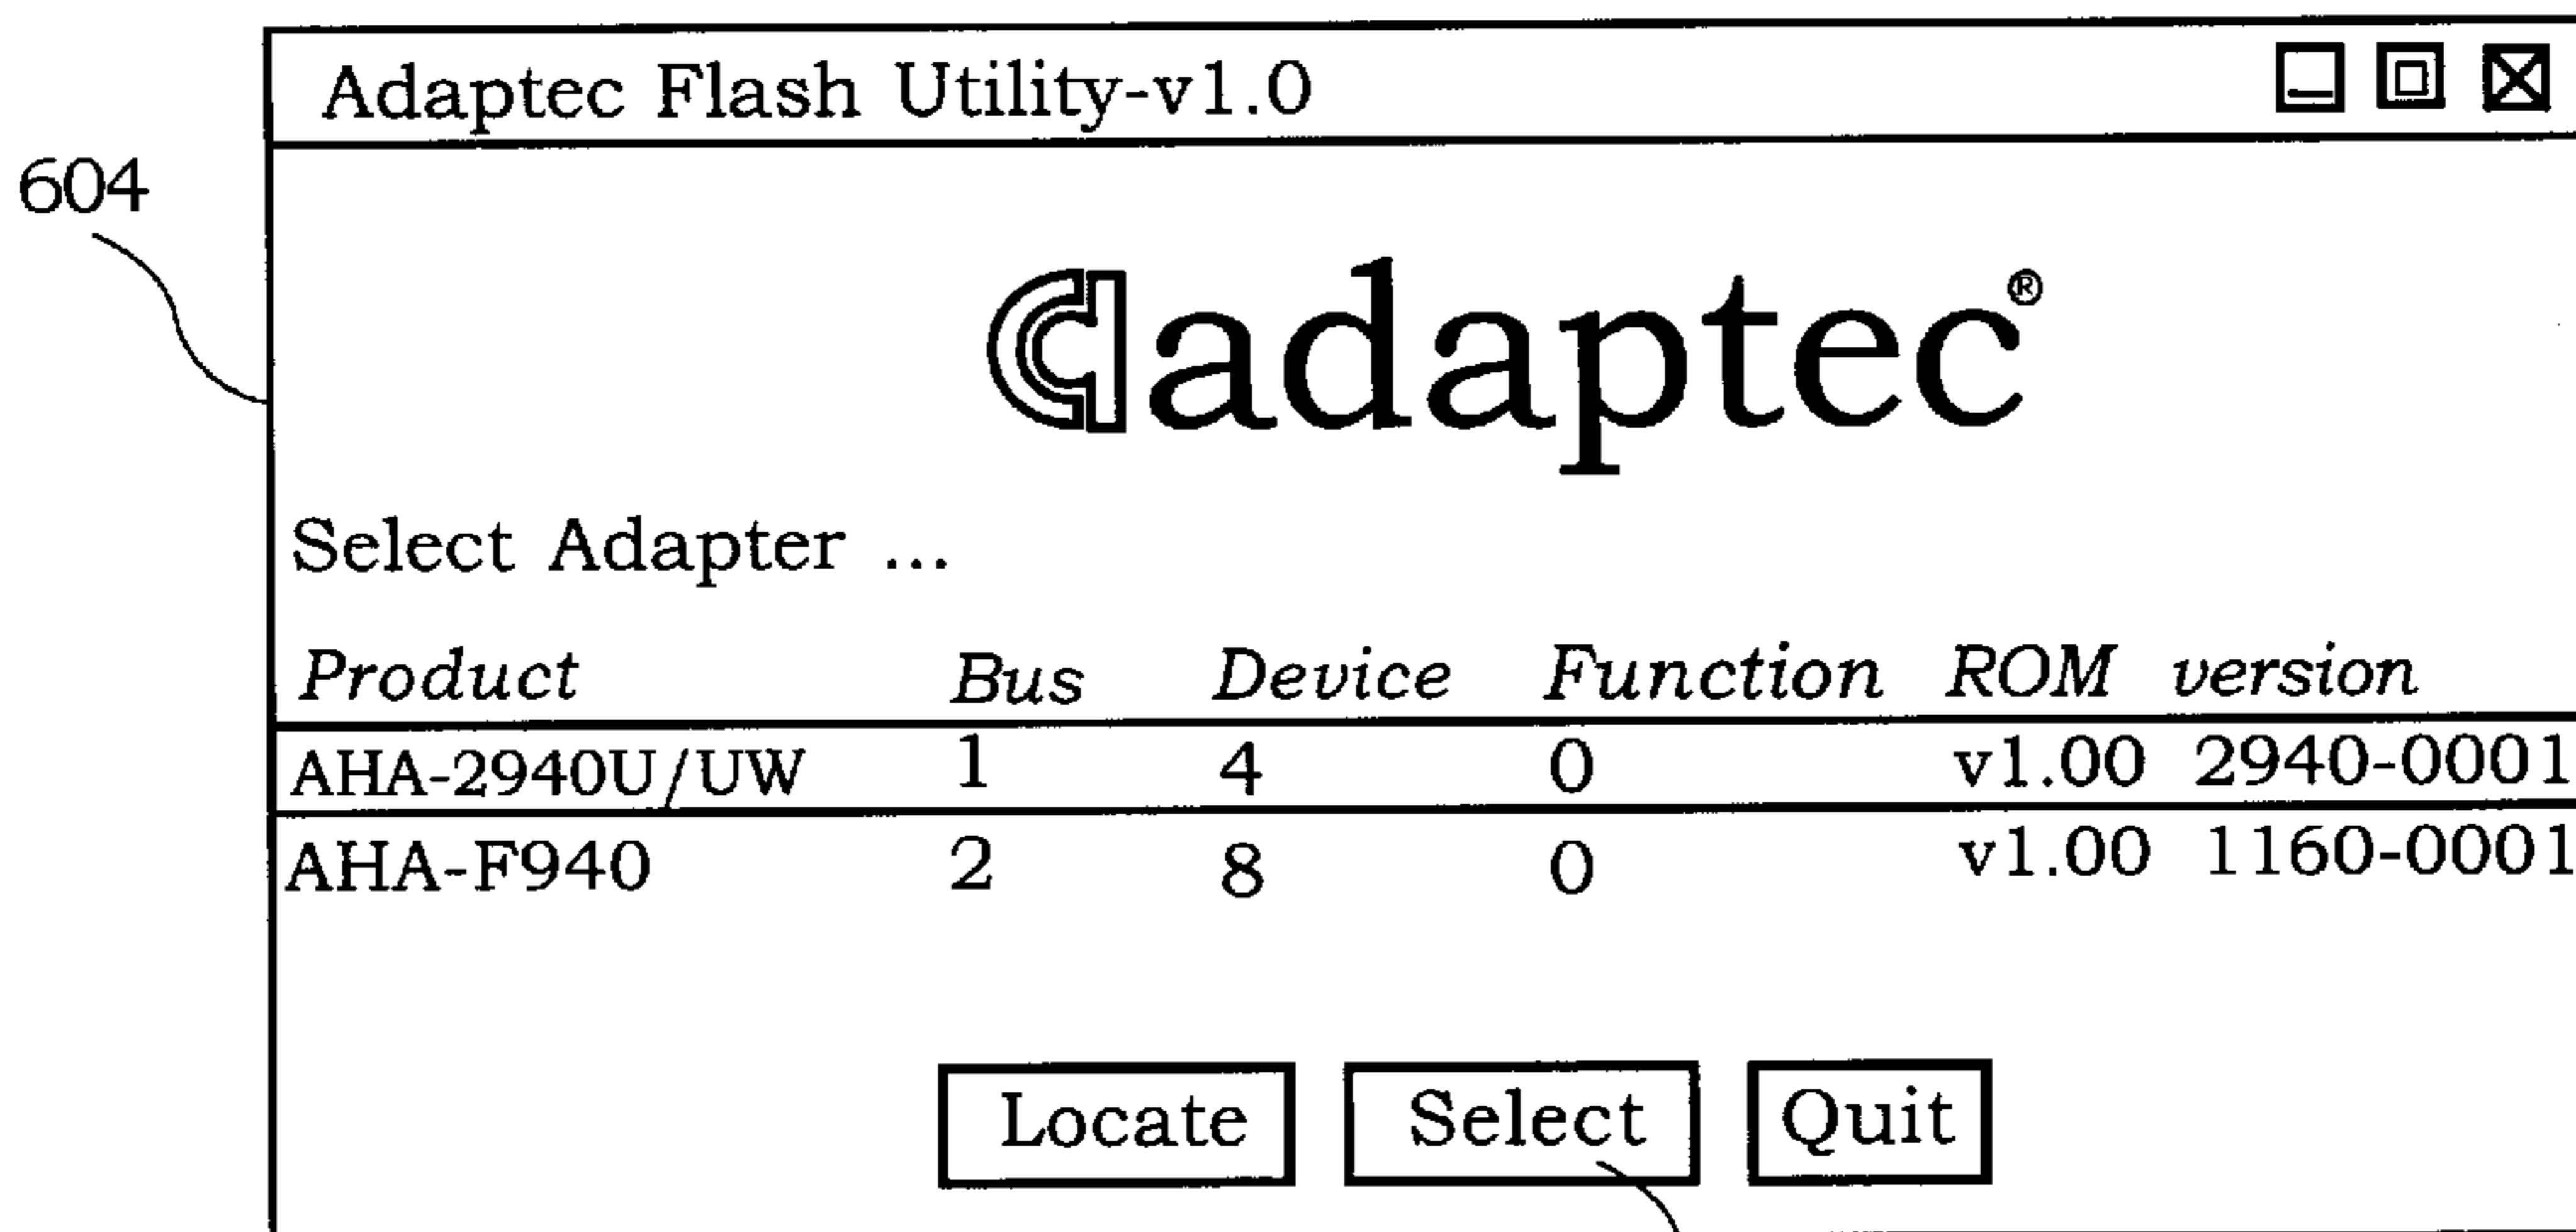 Adaptec Flash Utility-v1.0
604
adaptec®
Select Adapter ...
Product Bus Device Function ROM version
AHA-2940U/UW 1 4 0 v1.00 2940-0001
AHA-F940 2 8 0 v1.00 1160-0001
Locate Select Quit